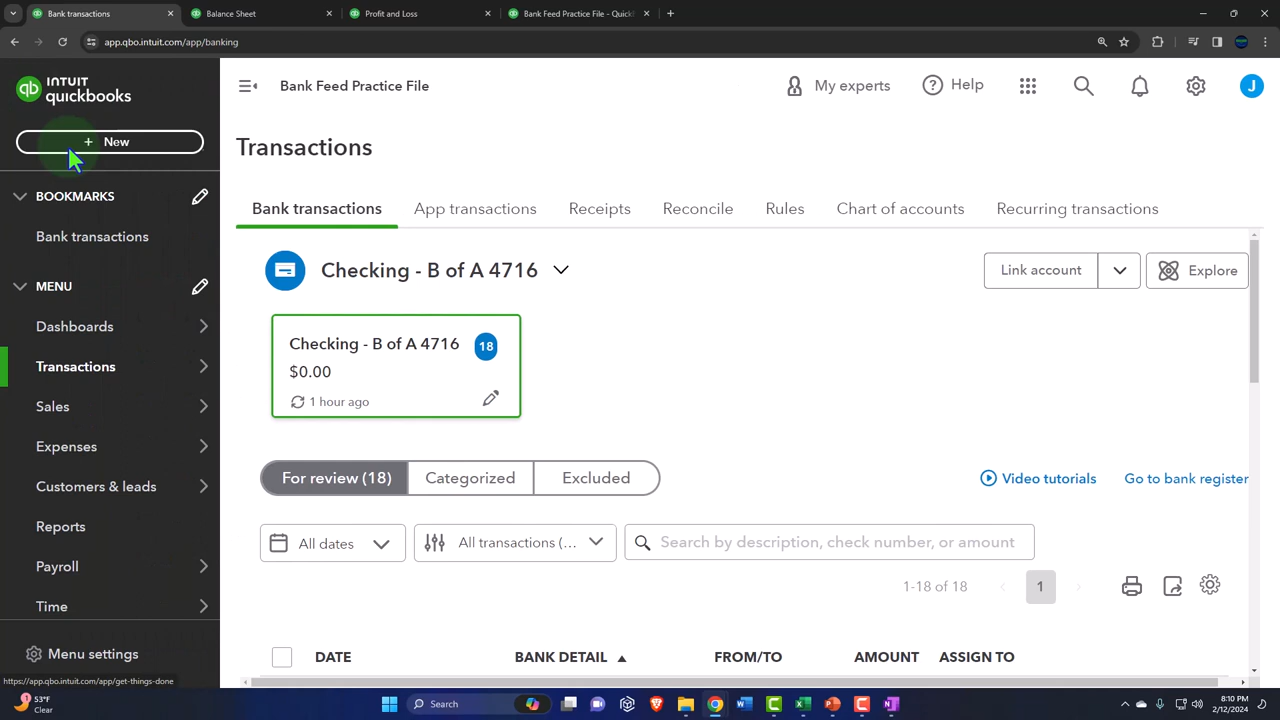 Bank transactions
Balance Sheet
Profit and Loss
Bank Feed Practice File - Quick
app.qbo.intuit.com/app/banking
INTUIT
quickbooks
Bank Feed Practice File
My experts
Help
J
+ New
Transactions
BOOKMARKS
Bank transactions
App transactions
Receipts
Reconcile
Rules
Chart of accounts
Recurring transactions
Bank transactions
MENU
Dashboards
Transactions
Sales
Expenses
Customers & leads
Reports
Payroll
Time
Menu settings
Checking - B of A 4716
Link account
Explore
Checking - B of A 4716
18
$0.00
1 hour ago
For review (18)
Categorized
Excluded
Video tutorials
Go to bank register
All dates
All transactions (...
Search by description, check number, or amount
1-18 of 18
1
DATE
BANK DETAIL
FROM/TO
AMOUNT
ASSIGN TO
https://app.qbo.intuit.com/app/get-things-done
53°F
Clear
Search
8:10 PM
2/12/2024